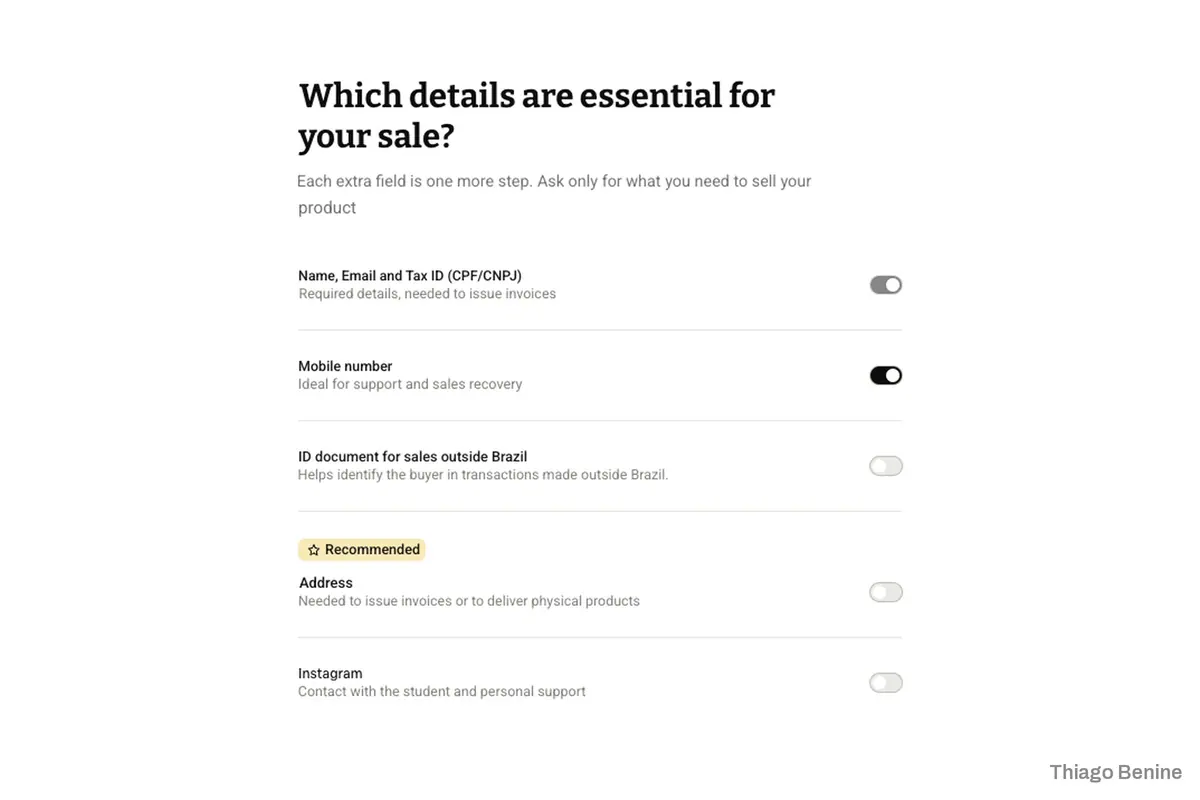 Which details are essential for
your sale?
Each extra field is one more step. Ask only for what you need to sell your
product
Name, Email and Tax ID (CPF/CNPJ)
Required details, needed to issue invoices
Mobile number
Ideal for support and sales recovery
ID document for sales outside Brazil
Helps identify the buyer in transactions made outside Brazil.
Recommended
Address
Needed to issue invoices or to deliver physical products
Instagram
Contact with the student and personal support
Thiago Benine